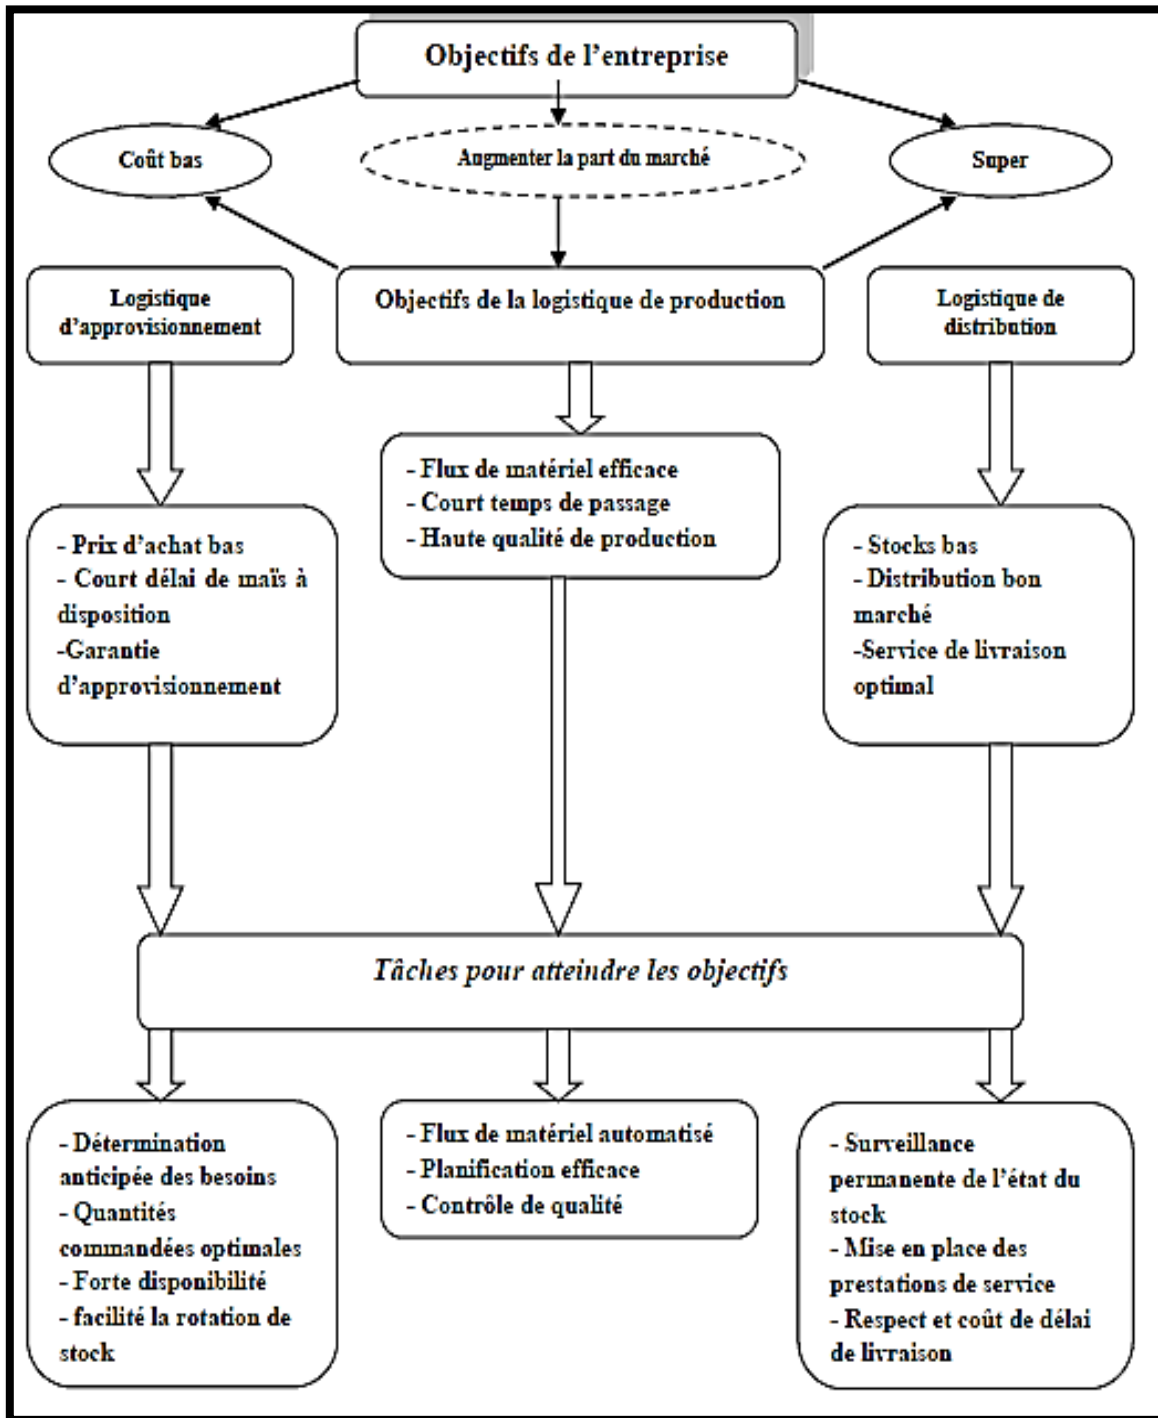 Objectifs de l’entreprise
Coût bas
Augmenter la part du marché
Super
Logistique
d’approvisionnement
Objectifs de la logistique de production
Logistique de
distribution
- Flux de matériel efficace
- Court temps de passage
- Haute qualité de production
- Prix d’achat bas
- Court délai de maïs à
disposition
-Garantie
d’approvisionnement
- Stocks bas
- Distribution bon
marché
-Service de livraison
optimal
Tâches pour atteindre les objectifs
- Détermination
anticipée des besoins
- Quantités
commandées optimales
- Forte disponibilité
- facilité la rotation de
stock
- Flux de matériel automatisé
- Planification efficace
- Contrôle de qualité
- Surveillance
permanente de l’état du
stock
- Mise en place des
prestations de service
- Respect et coût de délai
de livraison